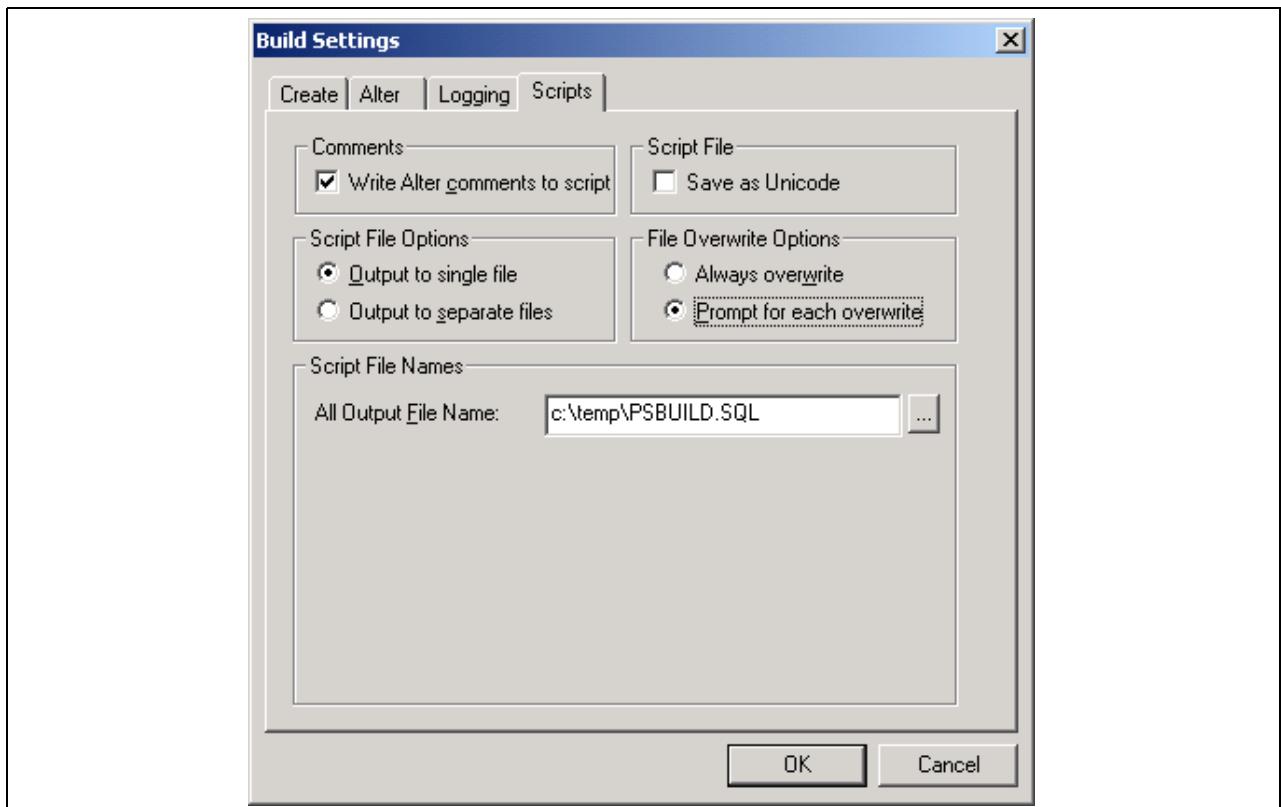 Build Settings
Create Alter Logging Scripts
Comments
Write Alter comments to script
Script File
Save as Unicode
Script File Options
Output to single file
Output to separate files
File Overwrite Options
Always overwrite
Prompt for each overwrite
Script File Names
All Output File Name: c:\temp\PSBUILD.SQL ...
OK Cancel